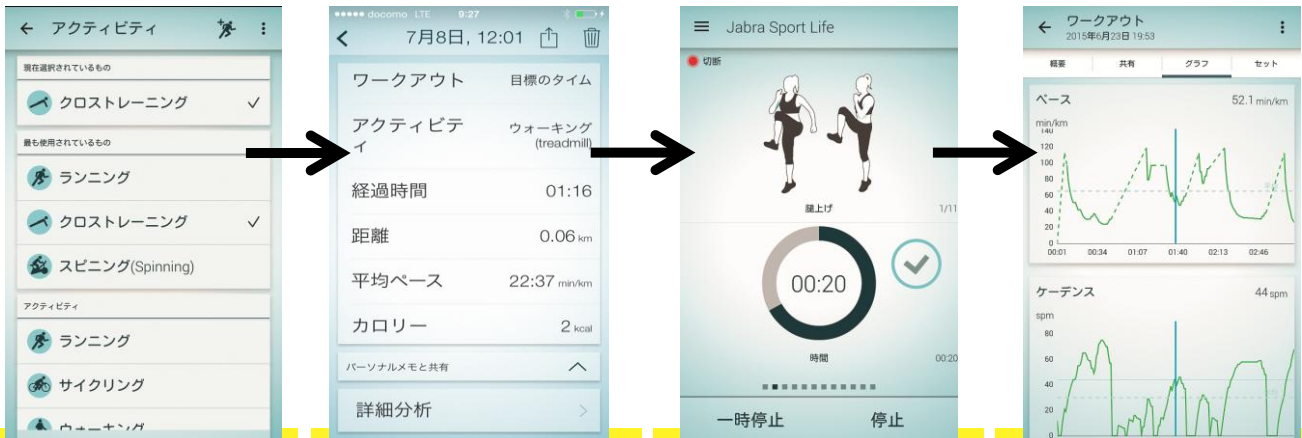 アクティビティ
現在選択されているもの
クロストレーニング
最も使用されているもの
ランニング
クロストレーニング
スピニング(Spinning)
アクティビティ
ランニング
サイクリング
ウォーキング
docomo LTE 9:27
7月8日, 12:01
ワークアウト 目標のタイム
アクティビテ ウォーキング
ィ (treadmill)
経過時間 01:16
距離 0.06 km
平均ペース 22:37 min/km
カロリー 2 kcal
パーソナルメモと共有
詳細分析
Jabra Sport Life
切断
腿上げ 1/11
00:20
時間 00:20
一時停止 停止
ワークアウト
2015年6月23日 19:53
概要 共有 グラフ セット
ペース 52.1 min/km
min/km
140
120
100
80
60
40
20
0
00:01 00:34 01:07 01:40 02:13 02:46
ケーデンス 44 spm
spm
80
60
40
20
0